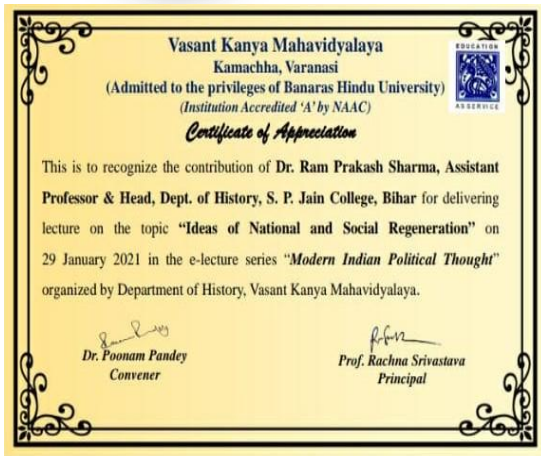 Vasant Kanya Mahavidyalaya
Kamachha, Varanasi
(Admitted to the privileges of Banaras Hindu University)
(Institution Accredited 'A' by NAAC)
EDUCATION
AS SERVICE
Certificate of Appreciation
This is to recognize the contribution of Dr. Ram Prakash Sharma, Assistant
Professor & Head, Dept. of History, S. P. Jain College, Bihar for delivering
lecture on the topic “Ideas of National and Social Regeneration” on
29 January 2021 in the e-lecture series “Modern Indian Political Thought”
organized by Department of History, Vasant Kanya Mahavidyalaya.
Dr. Poonam Pandey
Convener
Prof. Rachna Srivastava
Principal